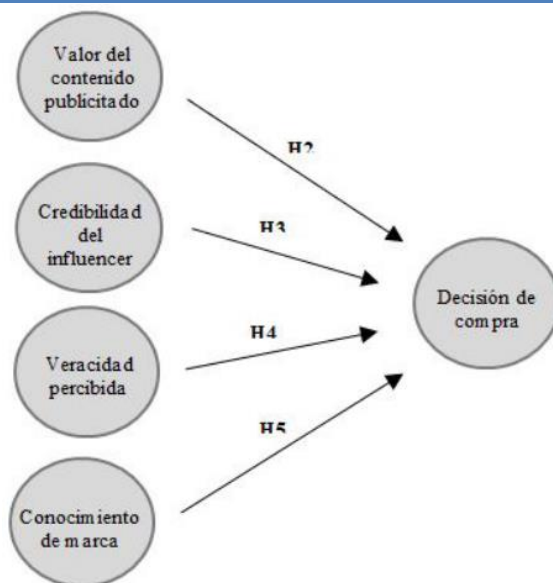 Valor del
contenido
publicitado
H2
Credibilidad
del
influencer
H3
Decisión de
compra
Veracidad
percibida
H4
H5
Conocimiento
de marca